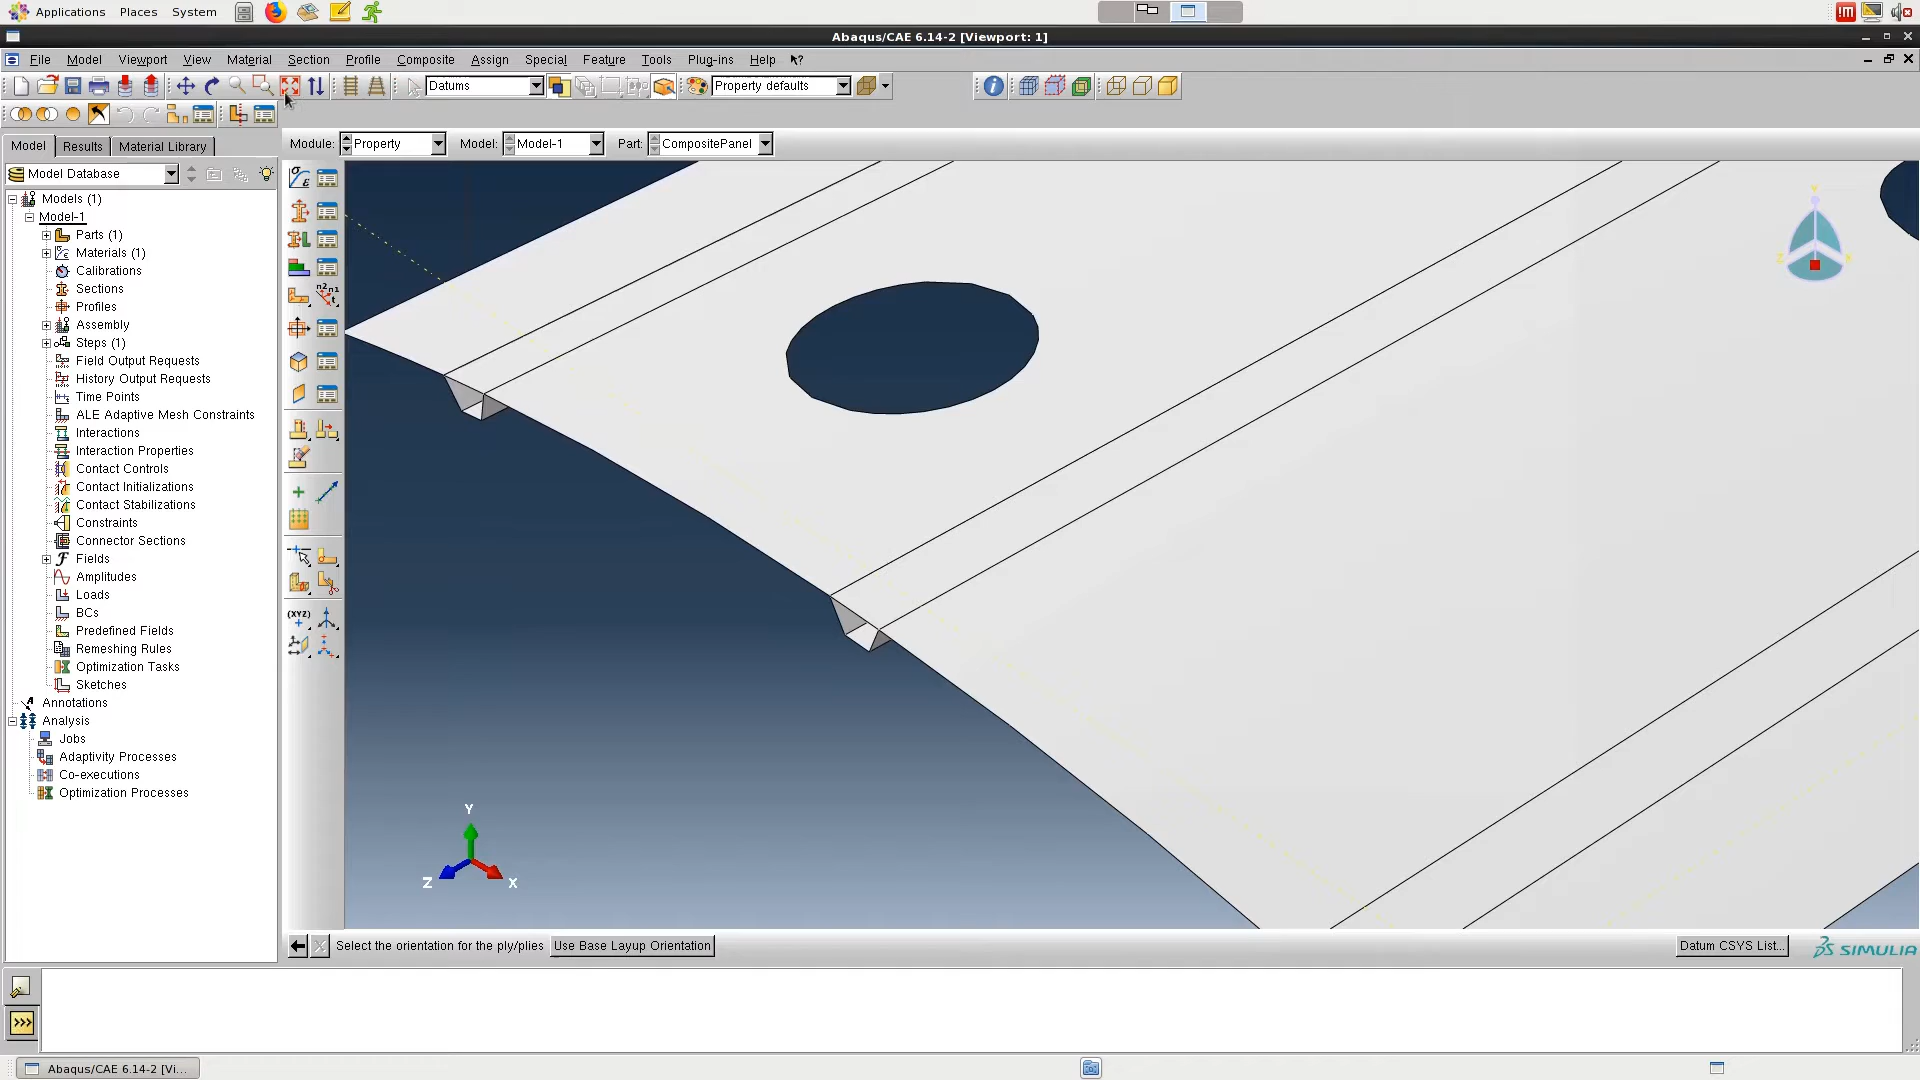 Applications Places System
Abaqus/CAE 6.14-2 [Viewport: 1]
File Model Viewport View Material Section Profile Composite Assign Special Feature Tools Plug-ins Help
Datums Property defaults
Module: Property Model: Model-1 Part: CompositePanel
Model Results Material Library
Model Database
Models (1)
Model-1
Parts (1)
Materials (1)
Calibrations
Sections
Profiles
Assembly
Steps (1)
Field Output Requests
History Output Requests
Time Points
ALE Adaptive Mesh Constraints
Interactions
Interaction Properties
Contact Controls
Contact Initializations
Contact Stabilizations
Constraints
Connector Sections
Fields
Amplitudes
Loads
BCs
Predefined Fields
Remeshing Rules
Optimization Tasks
Sketches
Annotations
Analysis
Jobs
Adaptivity Processes
Co-executions
Optimization Processes
(XYZ)
Y
Z X
Y
Z X
Select the orientation for the ply/plies Use Base Layup Orientation Datum CSYS List...
SIMULIA
>>>
Abaqus/CAE 6.14-2 [Vi...